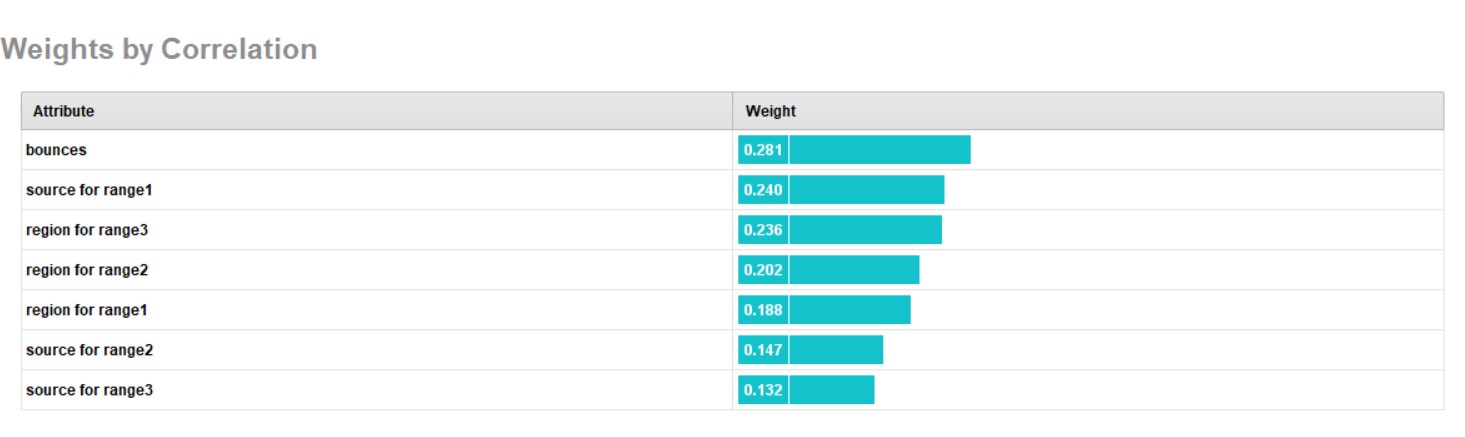 Weights by Correlation
Attribute Weight
bounces 0.281
source for range1 0.240
region for range3 0.236
region for range2 0.202
region for range1 0.188
source for range2 0.147
source for range3 0.132